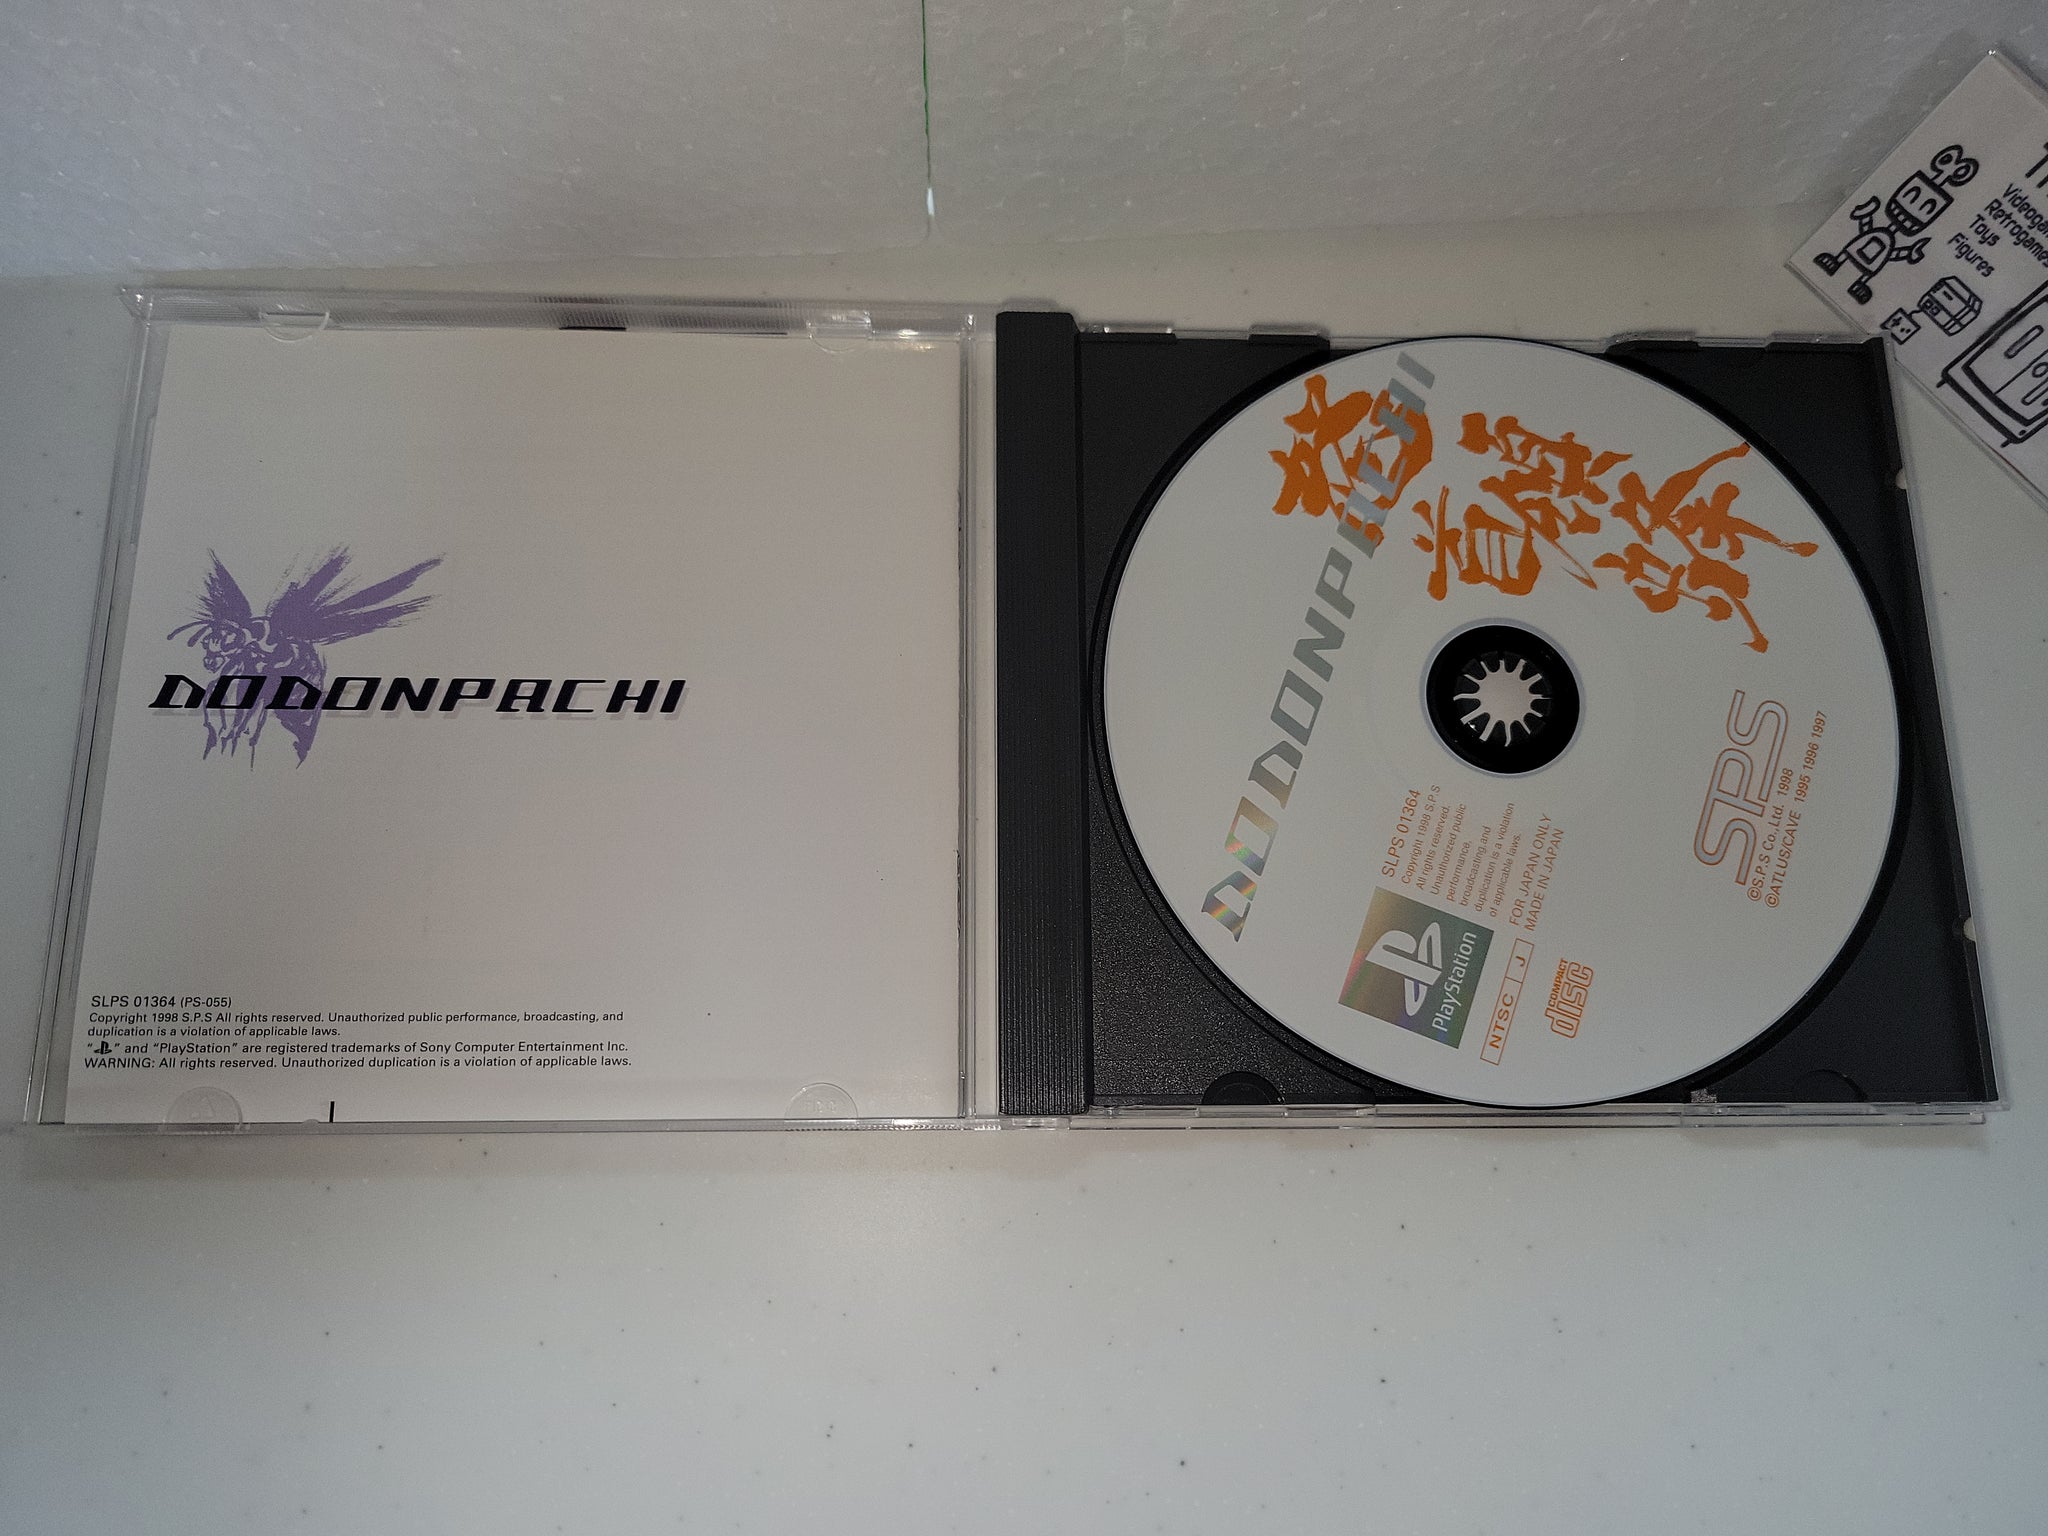 DODONPACHI
SLPS 01364 (PS-055)
Copyright 1998 S.P.S All rights reserved. Unauthorized public performance, broadcasting, and
duplication is a violation of applicable laws.
" " and "PlayStation" are registered trademarks of Sony Computer Entertainment Inc.
WARNING: All rights reserved. Unauthorized duplication is a violation of applicable laws.
怒首領蜂
DODONPACHI
SPS
©S.P.S Co.,Ltd. 1998
©ATLUS/CAVE 1995 1996 1997
SLPS 01364
Copyright 1998 S.P.S
All rights reserved.
Unauthorized public
performance,
broadcasting and
duplication is a violation
of applicable laws.
FOR JAPAN ONLY
MADE IN JAPAN
PlayStation
NTSC J
COMPACT
disc
Toys
Figures